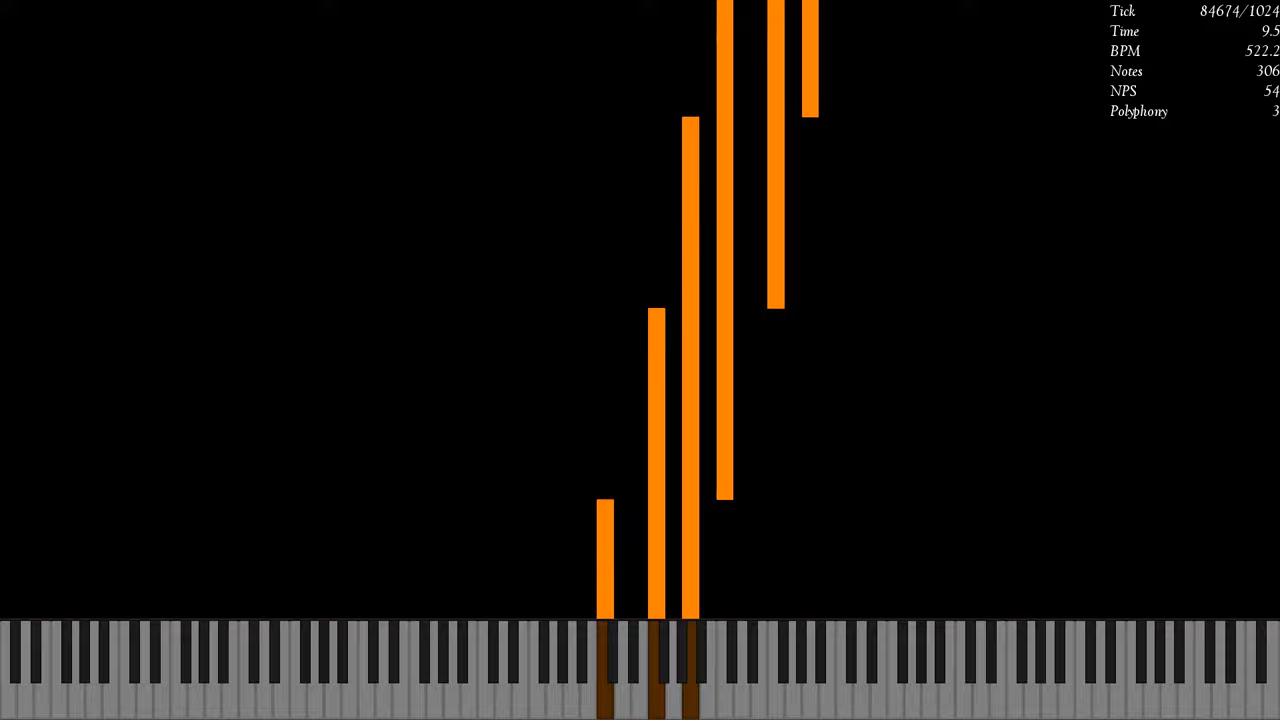 Tick 84674/1024
Time 9.5
BPM 522.2
Notes 306
NPS 54
Polyphony 3